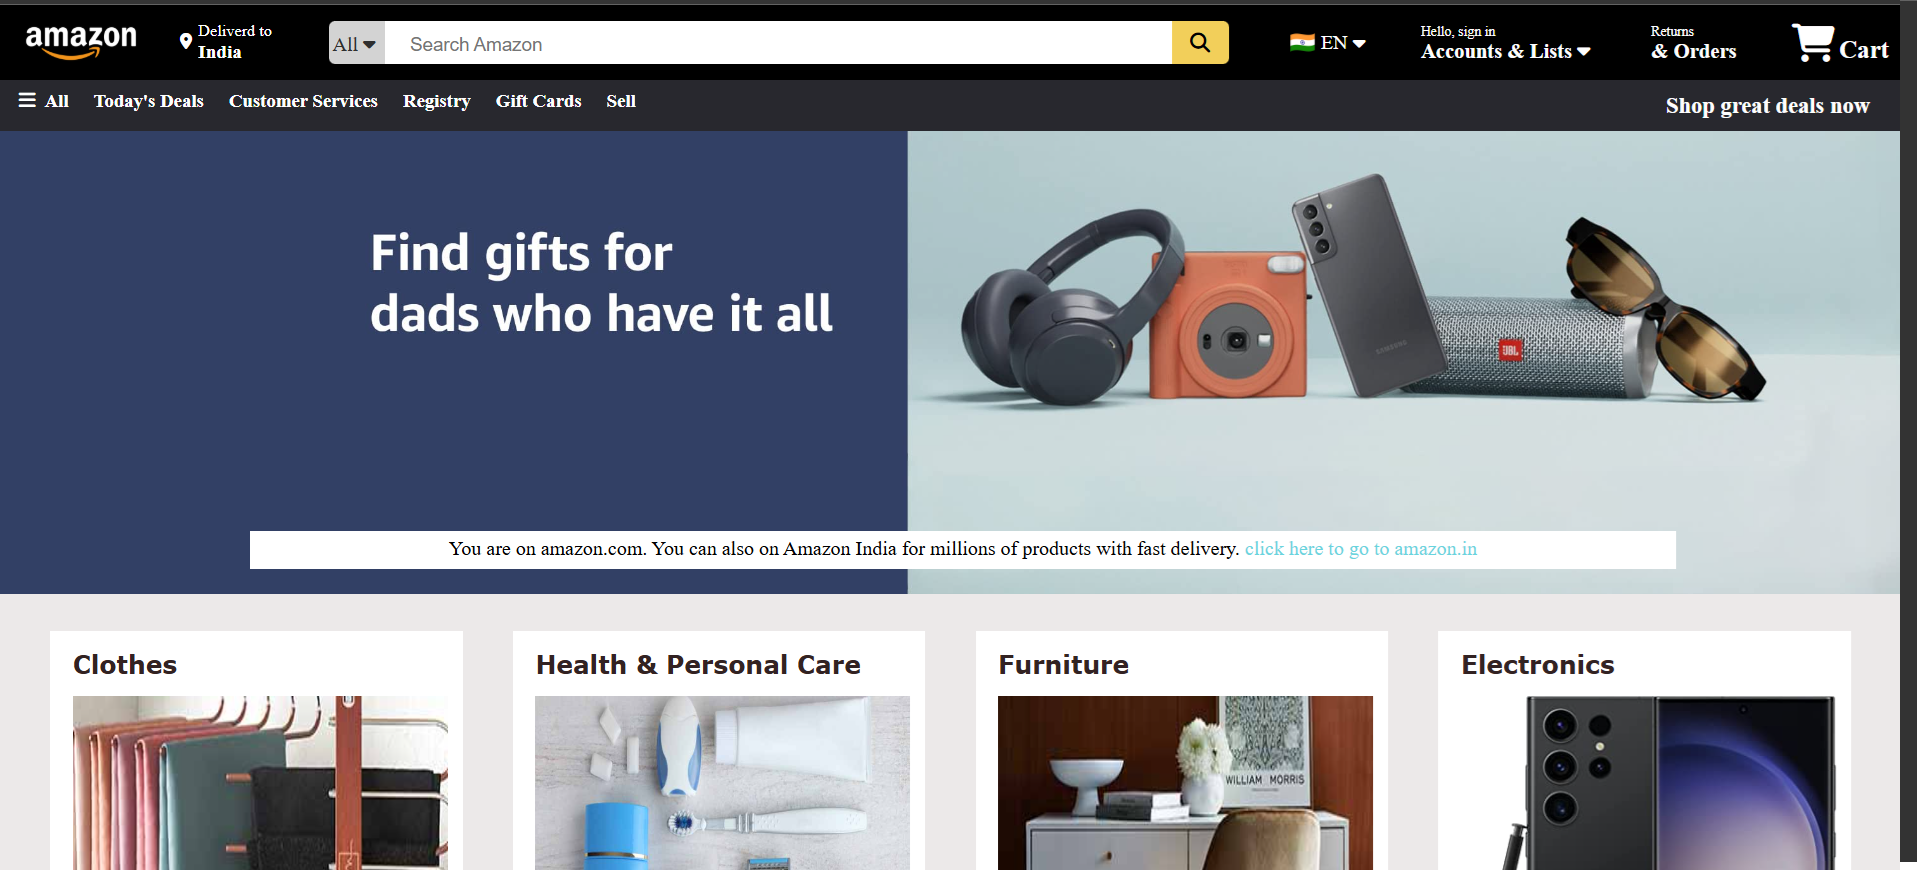 amazon
Deliverd to
India
All
Search Amazon
EN
Hello, sign in
Accounts & Lists
Returns
& Orders
Cart
All
Today's Deals
Customer Services
Registry
Gift Cards
Sell
Shop great deals now
Find gifts for
dads who have it all
SAMSUNG
JBL
You are on amazon.com. You can also on Amazon India for millions of products with fast delivery. click here to go to amazon.in
Clothes
Health & Personal Care
Furniture
Electronics
WILLIAM MORRIS